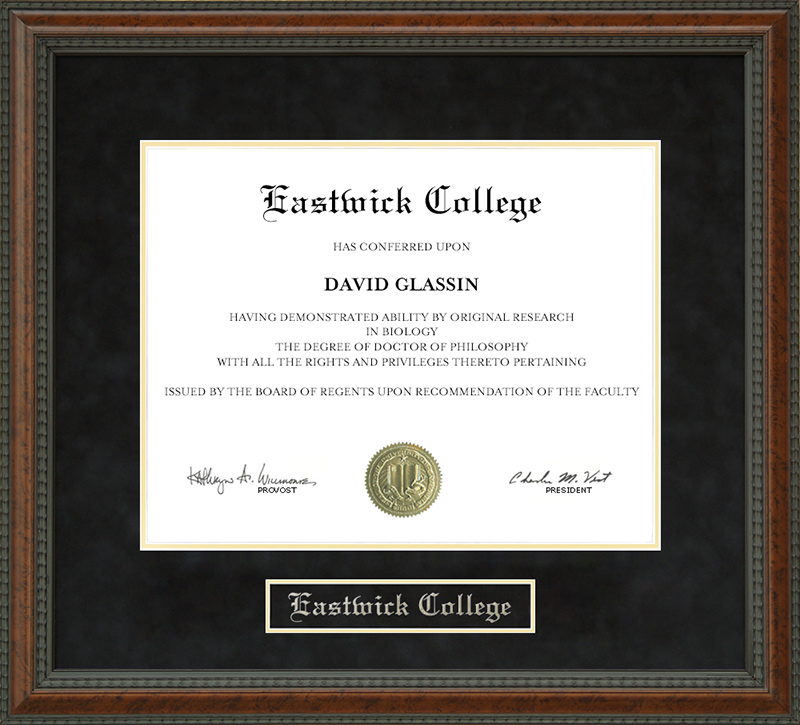 Eastwick College
HAS CONFERRED UPON
DAVID GLASSIN
HAVING DEMONSTRATED ABILITY BY ORIGINAL RESEARCH
IN BIOLOGY
THE DEGREE OF DOCTOR OF PHILOSOPHY
WITH ALL THE RIGHTS AND PRIVILEGES THERETO PERTAINING
ISSUED BY THE BOARD OF REGENTS UPON RECOMMENDATION OF THE FACULTY
PROVOST
PRESIDENT
Eastwick College